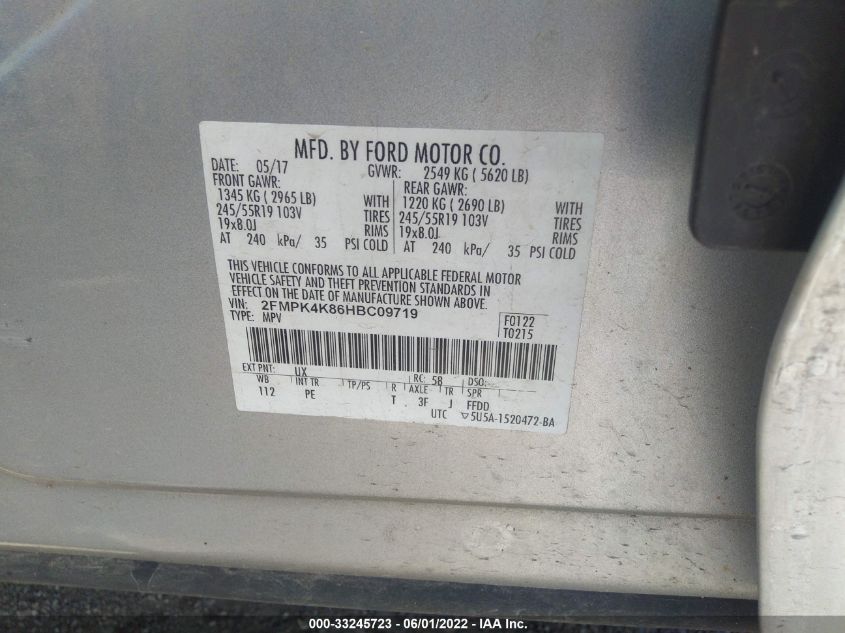 MFD. BY FORD MOTOR CO.
DATE: 05/17 GVWR: 2549 KG ( 5620 LB)
FRONT GAWR: REAR GAWR:
1345 KG ( 2965 LB) WITH 1220 KG ( 2690 LB) WITH
245/55R19 103V TIRES 245/55R19 103V TIRES
19x8.0J RIMS 19x8.0J RIMS
AT 240 kPa/ 35 PSI COLD AT 240 kPa/ 35 PSI COLD
THIS VEHICLE CONFORMS TO ALL APPLICABLE FEDERAL MOTOR
VEHICLE SAFETY AND THEFT PREVENTION STANDARDS IN
EFFECT ON THE DATE OF MANUFACTURE SHOWN ABOVE.
VIN: 2FMPK4K86HBC09719
TYPE: MPV F0122
T0215
EXT PNT: UX RC: 58 DSO:
WB INT TR TP/PS R AXLE TR SPR
112 PE T . 3F J FFDD
UTC 5U5A-1520472-BA
000-33245723 - 06/01/2022 - IAA Inc.